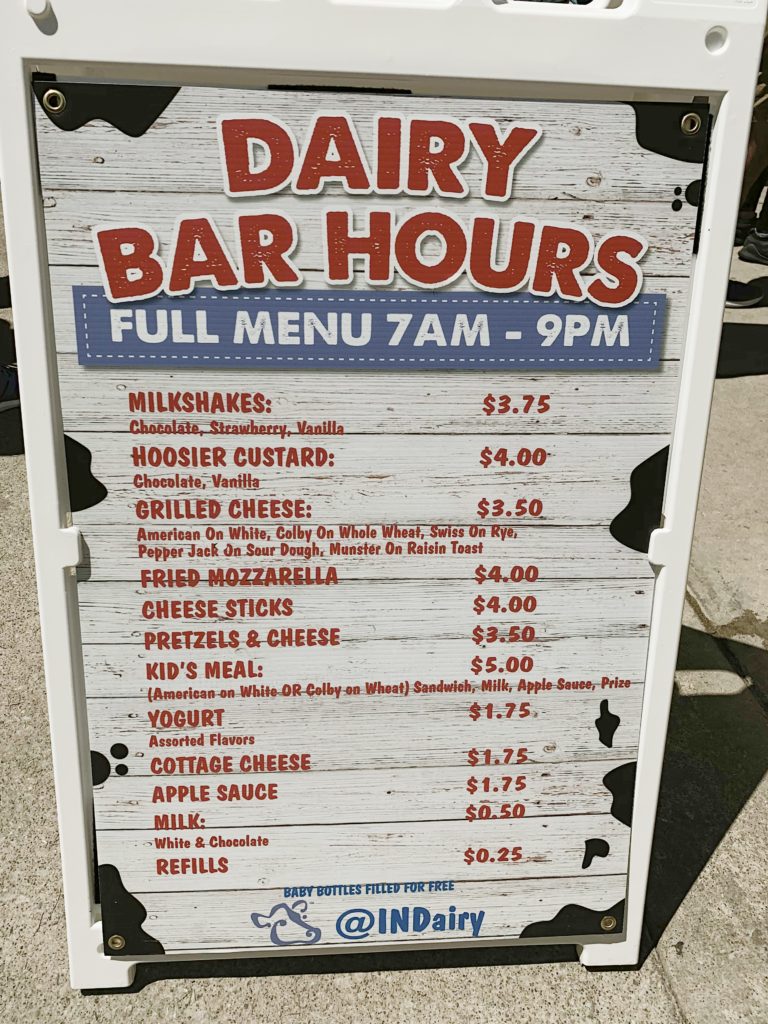 DAIRY
BAR HOURS
FULL MENU 7AM - 9PM
MILKSHAKES: $3.75
Chocolate, Strawberry, Vanilla
HOOSIER CUSTARD: $4.00
Chocolate, Vanilla
GRILLED CHEESE: $3.50
American On White, Colby On Whole Wheat, Swiss On Rye,
Pepper Jack On Sour Dough, Munster On Raisin Toast
FRIED MOZZARELLA $4.00
CHEESE STICKS $4.00
PRETZELS & CHEESE $3.50
KID'S MEAL: $5.00
(American on White OR Colby on Wheat) Sandwich, Milk, Apple Sauce, Prize
YOGURT $1.75
Assorted Flavors
COTTAGE CHEESE $1.75
APPLE SAUCE $1.75
MILK: $0.50
White & Chocolate
REFILLS $0.25
BABY BOTTLES FILLED FOR FREE
@INDairy